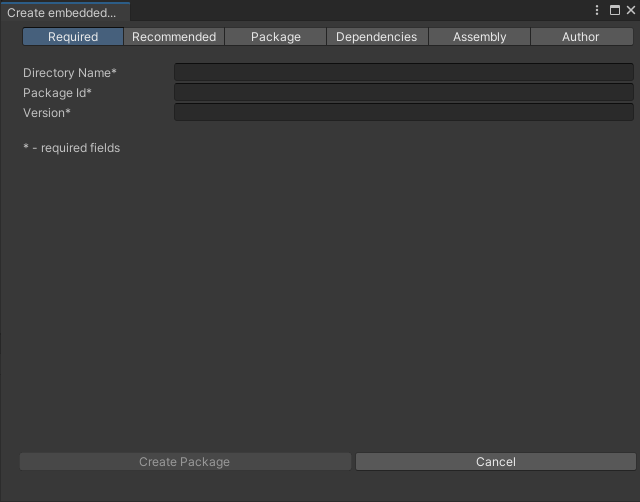 Create embedded...
Required Recommended Package Dependencies Assembly Author
Directory Name*
Package Id*
Version*
* - required fields
Create Package Cancel